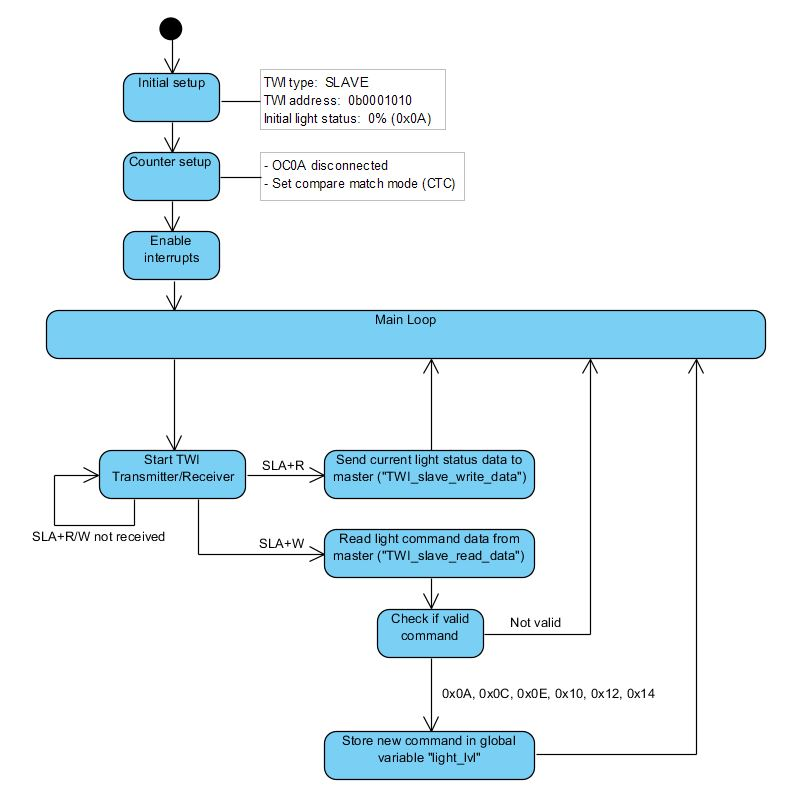 Initial setup
TWI type:  SLAVE
TWI address:  0b0001010
Initial light status:  0% (0x0A)
Counter setup
- OC0A disconnected
- Set compare match mode (CTC)
Enable
interrupts
Main Loop
Start TWI
Transmitter/Receiver
SLA+R
Send current light status data to
master ("TWI_slave_write_data")
SLA+R/W not received
SLA+W
Read light command data from
master ("TWI_slave_read_data")
Check if valid
command
Not valid
0x0A, 0x0C, 0x0E, 0x10, 0x12, 0x14
Store new command in global
variable "light_lvl"